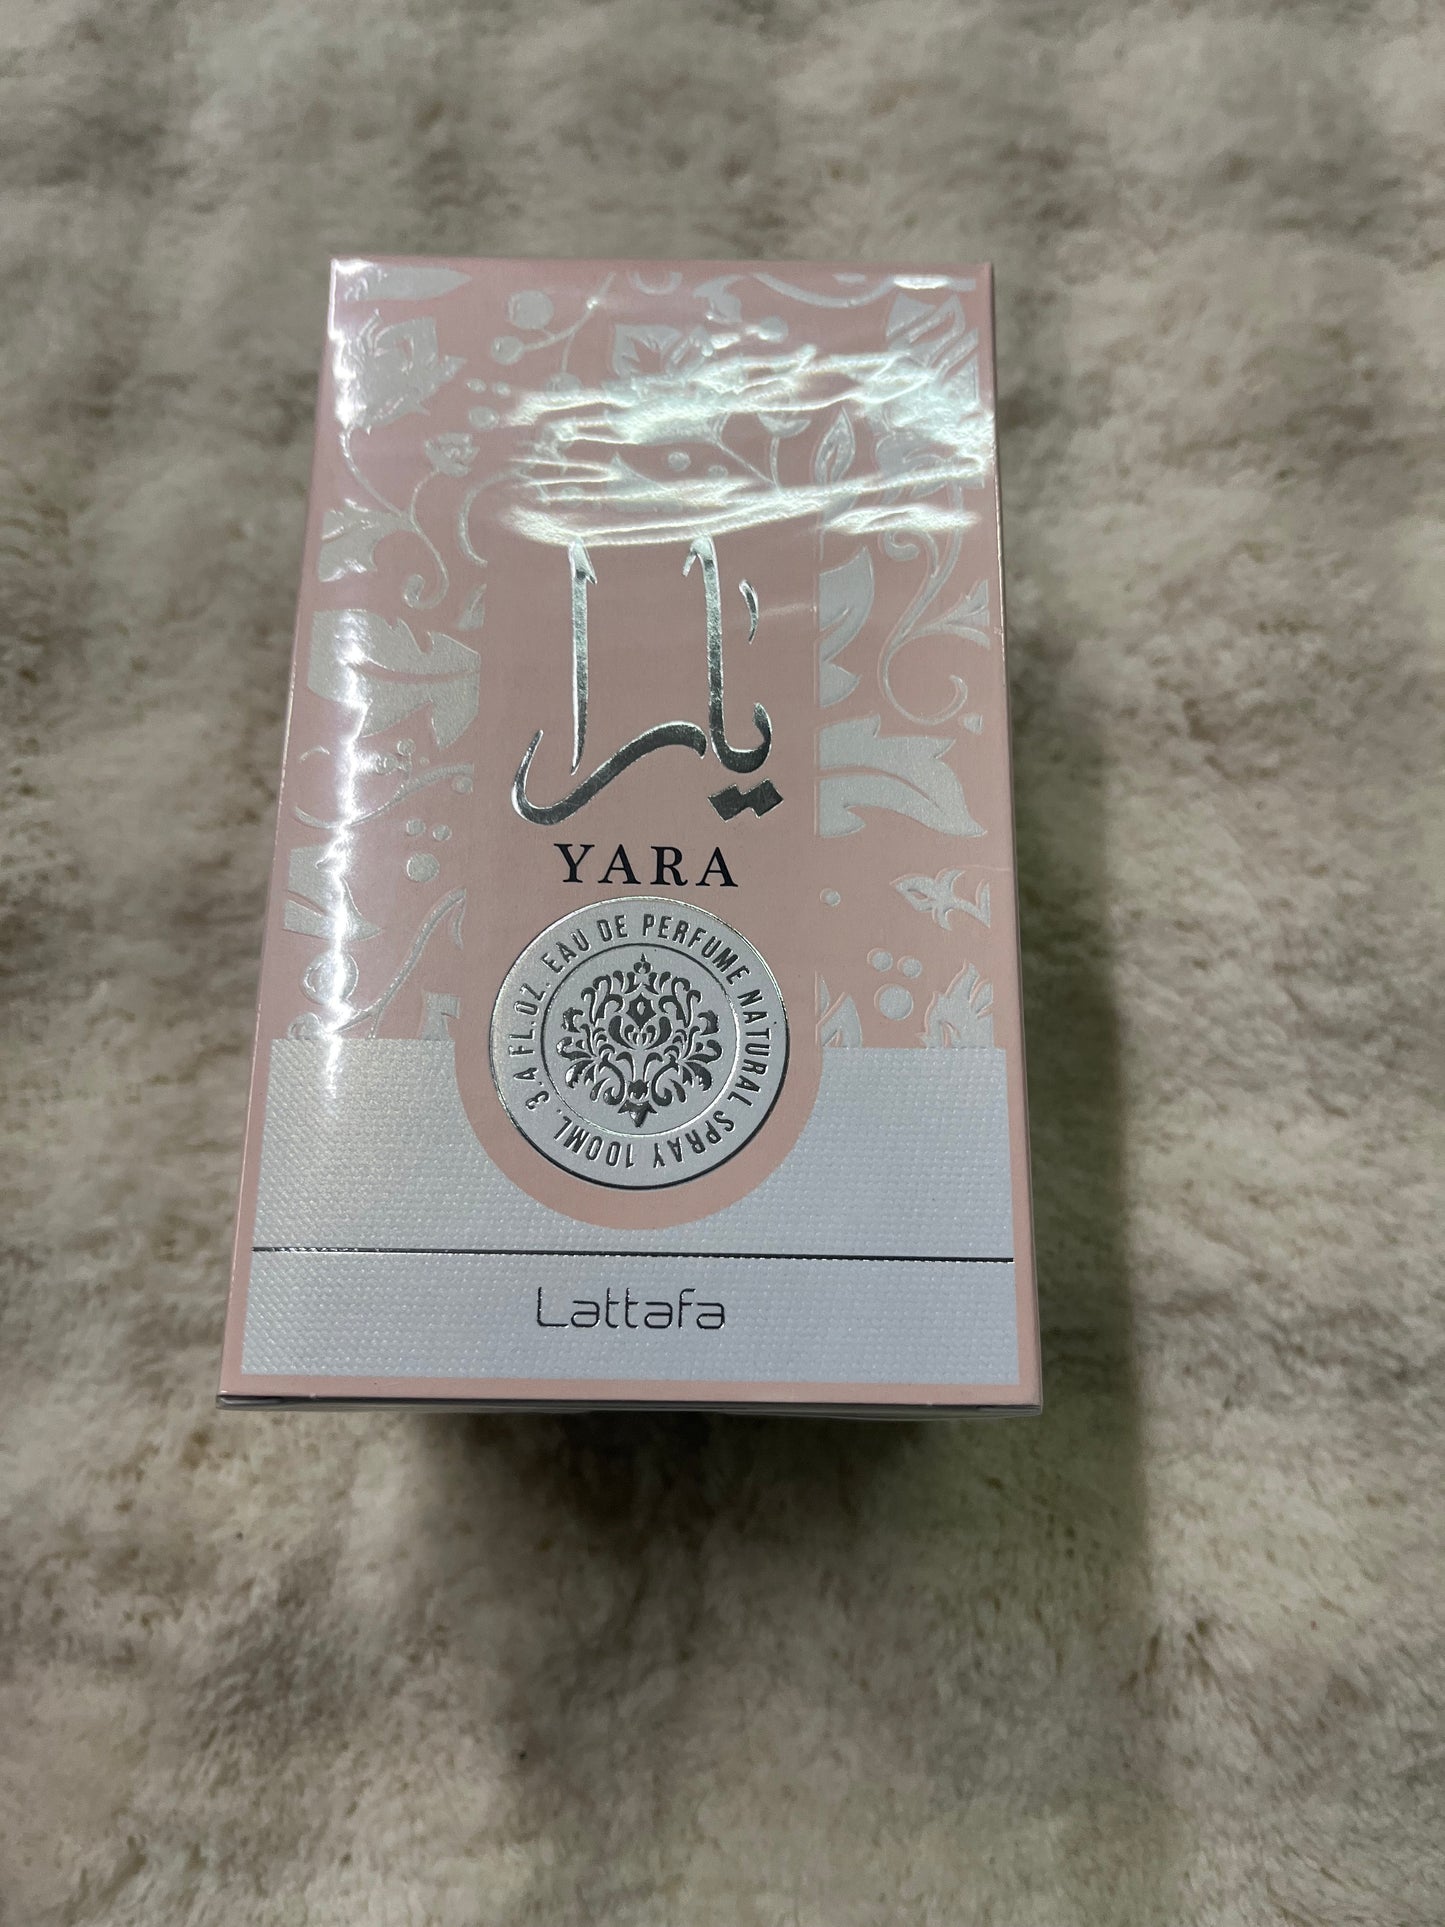 يارا
YARA
3.4 FL.OZ. EAU DE PERFUME NATURAL SPRAY 100ML.
Lattafa